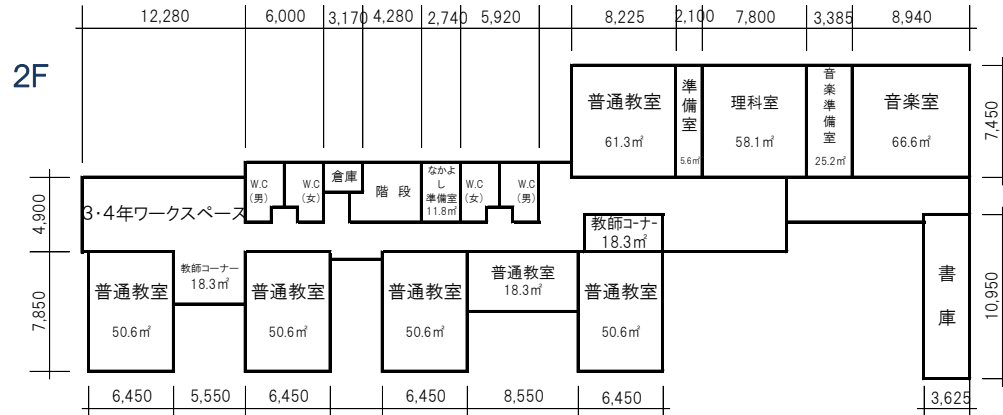 12,280 6,000 3,170 4,280 2,740 5,920 8,225 2,100 7,800 3,385 8,940
2F
普通教室
61.3㎡
準備室
5.6㎡
理科室
58.1㎡
音楽準備室
25.2㎡
音楽室
66.6㎡
7,450
4,900
3・4年ワークスペース
W.C
(男)
W.C
(女)
倉庫
階 段
なかよし
準備室
11.8㎡
W.C
(女)
W.C
(男)
教師コーナー
18.3㎡
7,850
普通教室
50.6㎡
教師コーナー
18.3㎡
普通教室
50.6㎡
普通教室
50.6㎡
普通教室
18.3㎡
普通教室
50.6㎡
書庫
10,950
6,450 5,550 6,450 6,450 8,550 6,450 3,625